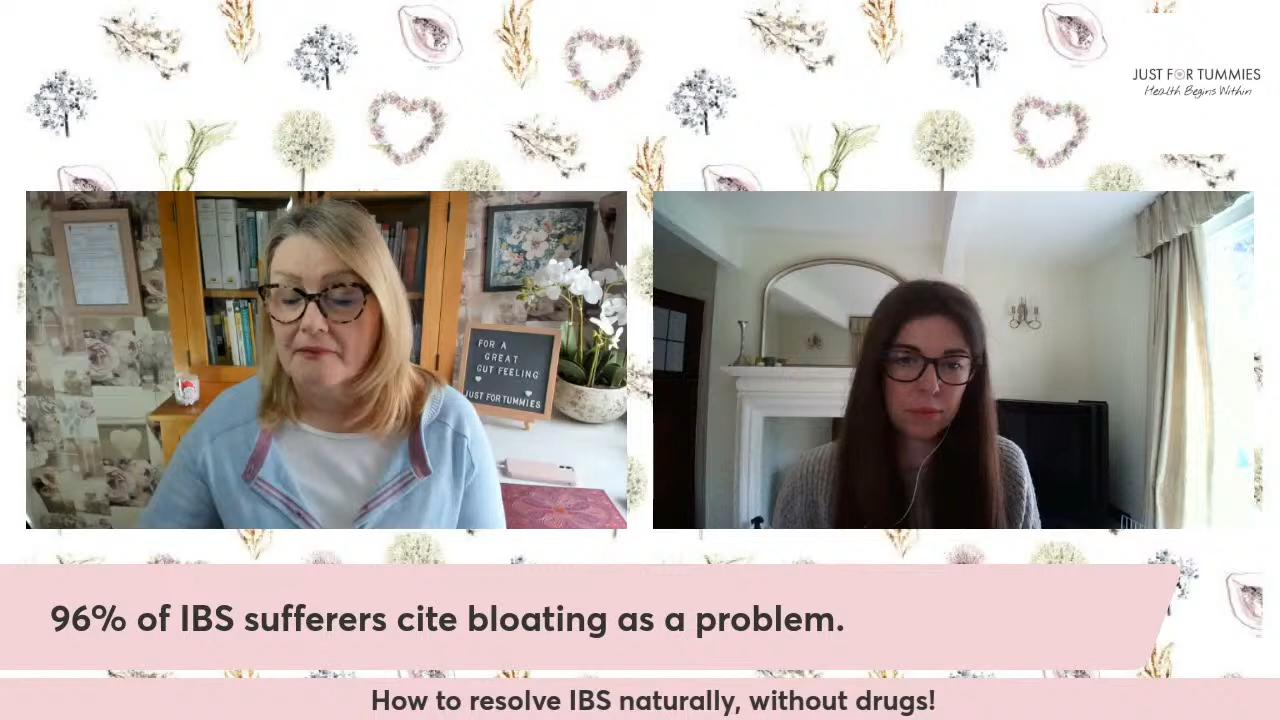 JUST FOR TUMMIES
Health Begins Within
FOR A
GREAT
GUT FEELING
JUST FOR TUMMIES
96% of IBS sufferers cite bloating as a problem.
How to resolve IBS naturally, without drugs!